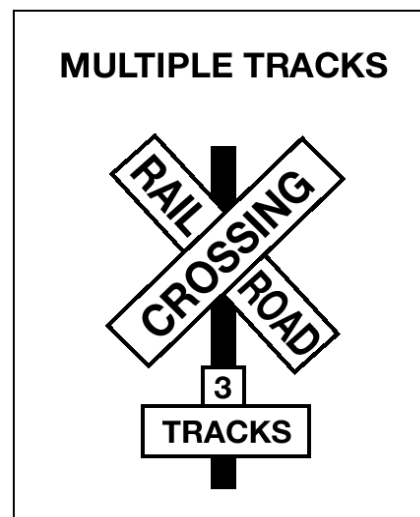 MULTIPLE TRACKS
RAIL
ROAD
CROSSING
3
TRACKS